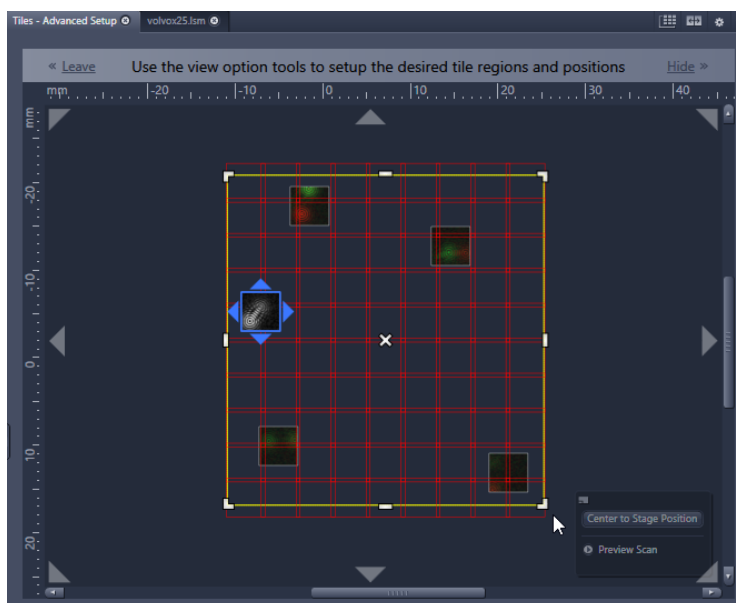 Tiles - Advanced Setup
volvox25.lsm
« Leave
Use the view option tools to setup the desired tile regions and positions
Hide »
mm
-20
-10
0
10
20
30
40
mm
-20
-10
0
10
20
Center to Stage Position
Preview Scan